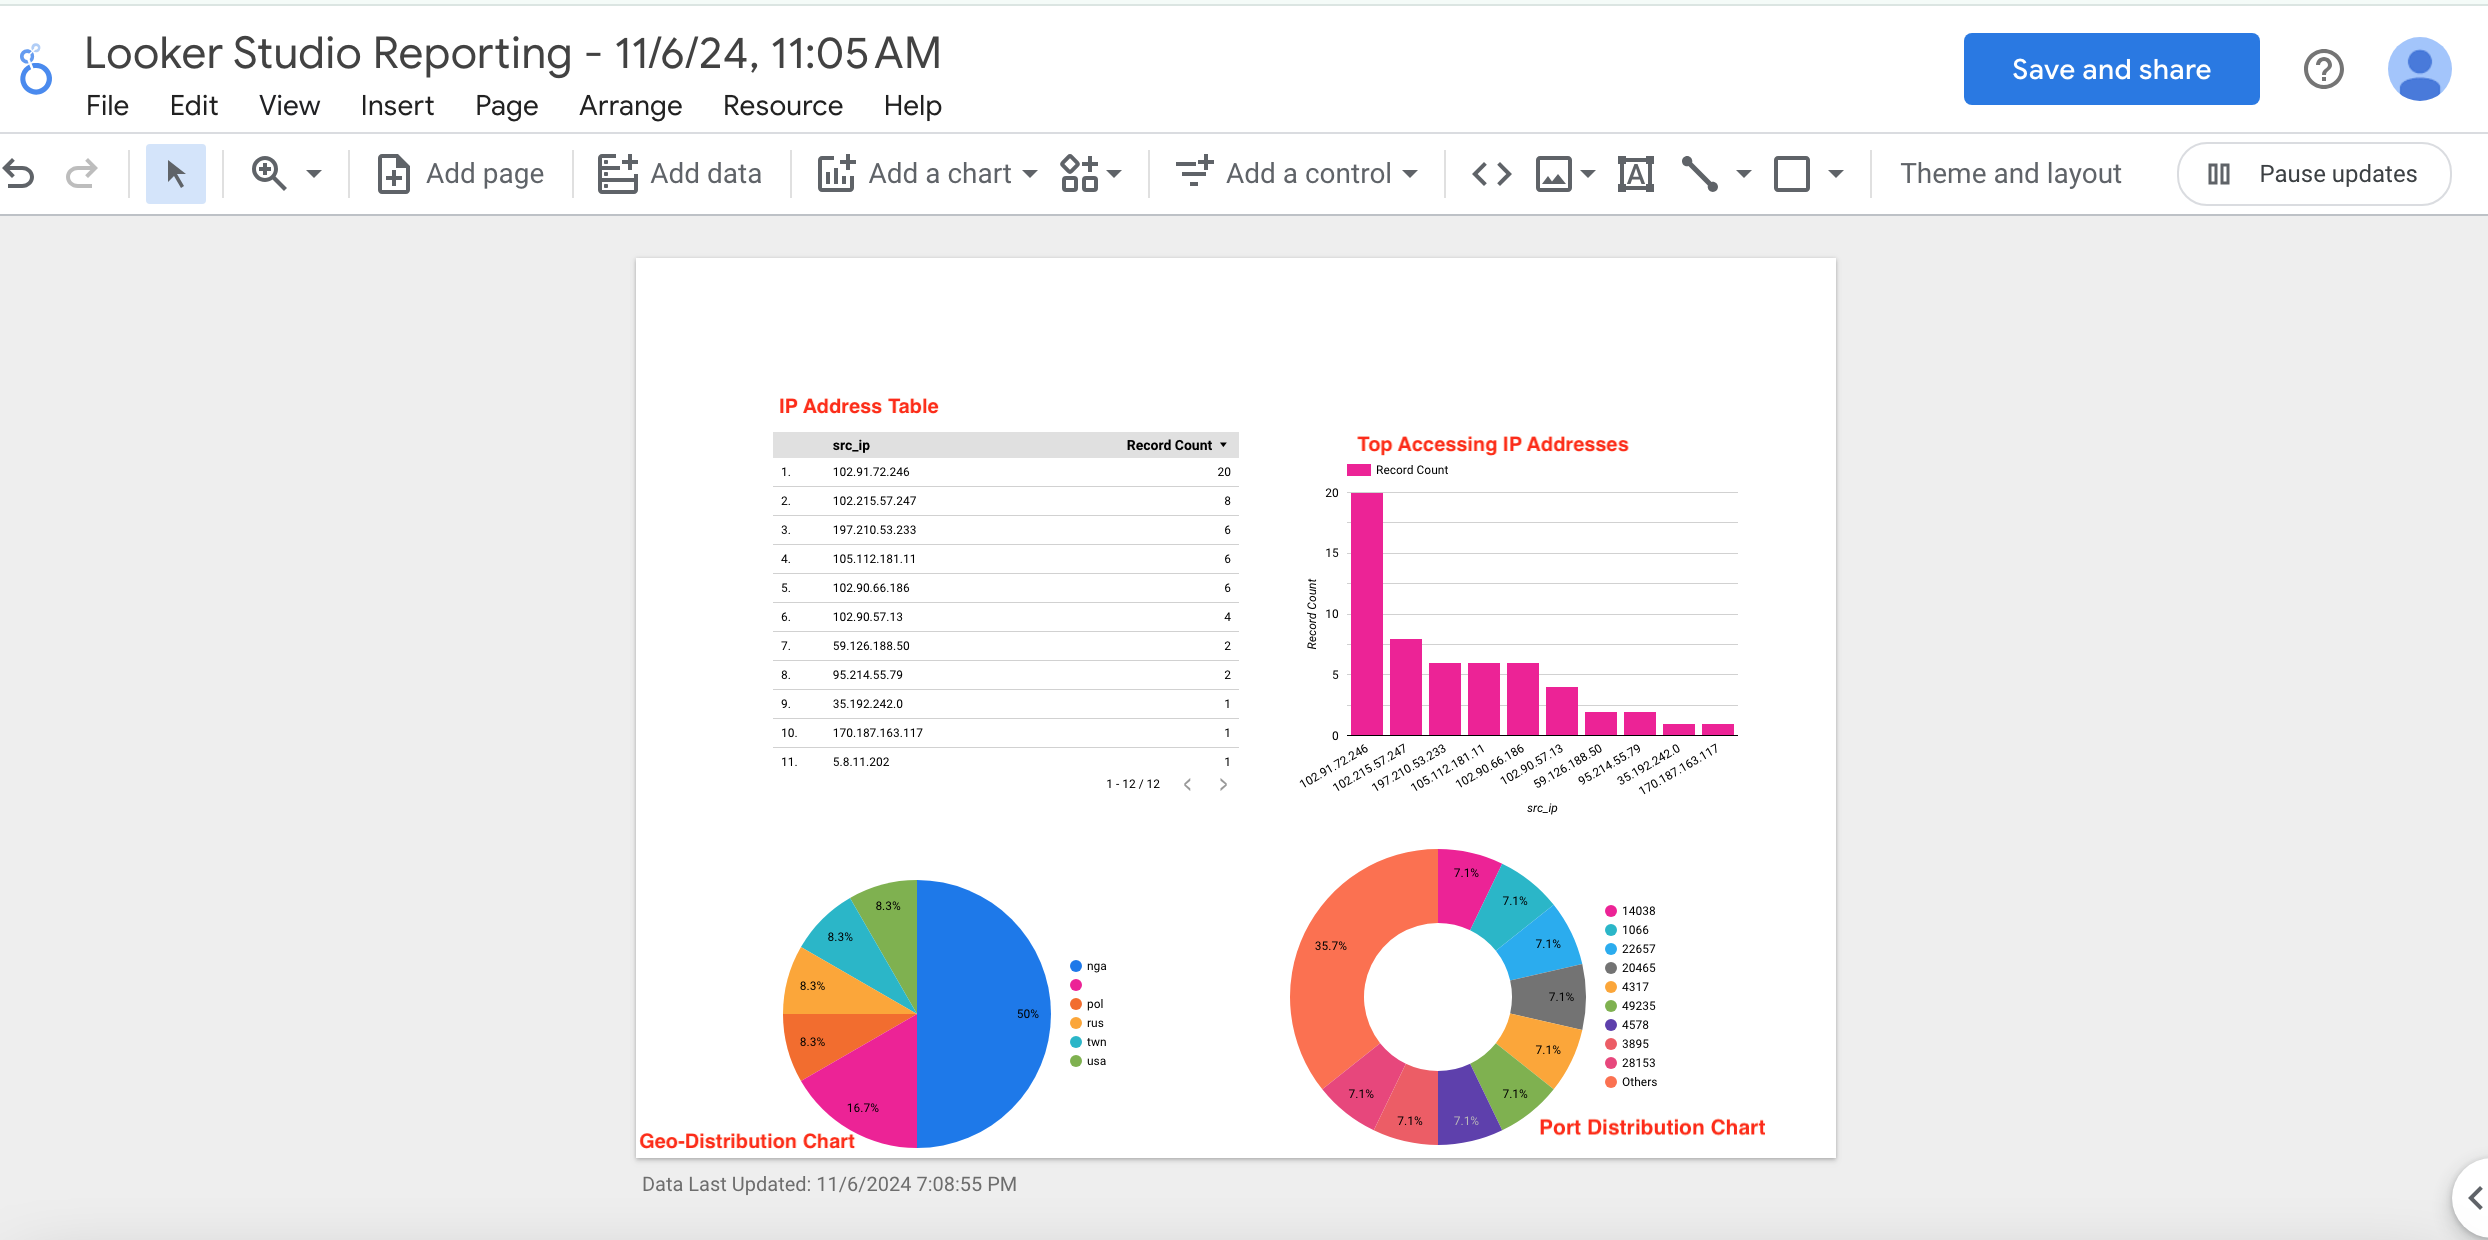 Looker Studio Reporting - 11/6/24, 11:05 AM
File Edit View Insert Page Arrange Resource Help
Save and share
Add page Add data Add a chart Add a control Theme and layout Pause updates
IP Address Table
src_ip Record Count
1. 102.91.72.246 20
2. 102.215.57.247 8
3. 197.210.53.233 6
4. 105.112.181.11 6
5. 102.90.66.186 6
6. 102.90.57.13 4
7. 59.126.188.50 2
8. 95.214.55.79 2
9. 35.192.242.0 1
10. 170.187.163.117 1
11. 5.8.11.202 1
1 - 12 / 12
Top Accessing IP Addresses
Record Count
20
15
10
5
0
Record Count
102.91.72.246
102.215.57.247
197.210.53.233
105.112.181.11
102.90.66.186
102.90.57.13
59.126.188.50
95.214.55.79
35.192.242.0
170.187.163.117
src_ip
8.3%
8.3%
8.3%
8.3%
16.7%
50%
nga
pol
rus
twn
usa
Geo-Distribution Chart
7.1%
7.1%
7.1%
7.1%
7.1%
7.1%
7.1%
7.1%
7.1%
35.7%
14038
1066
22657
20465
4317
49235
4578
3895
28153
Others
Port Distribution Chart
Data Last Updated: 11/6/2024 7:08:55 PM